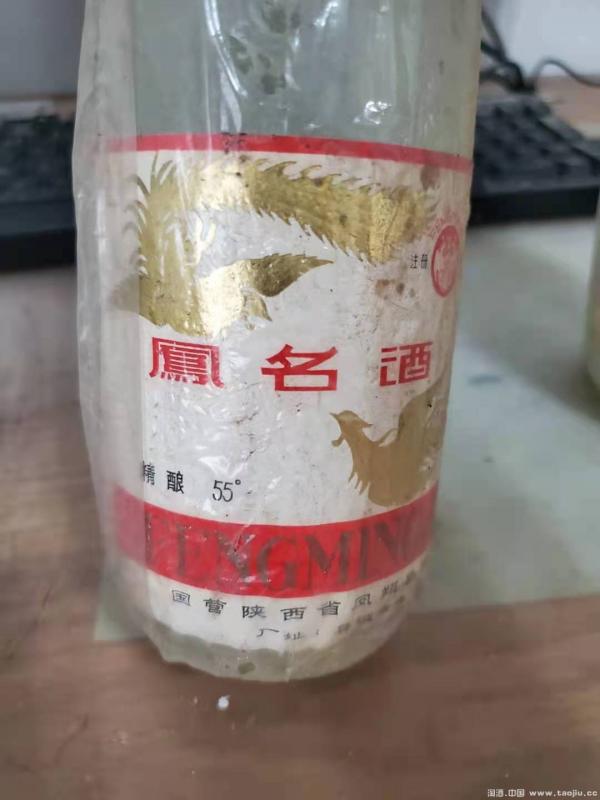 注册
鳳名酒
精酿 55°
FENGMING
国营陕西省凤
厂址：
淘酒.中国 www.taojiu.cc